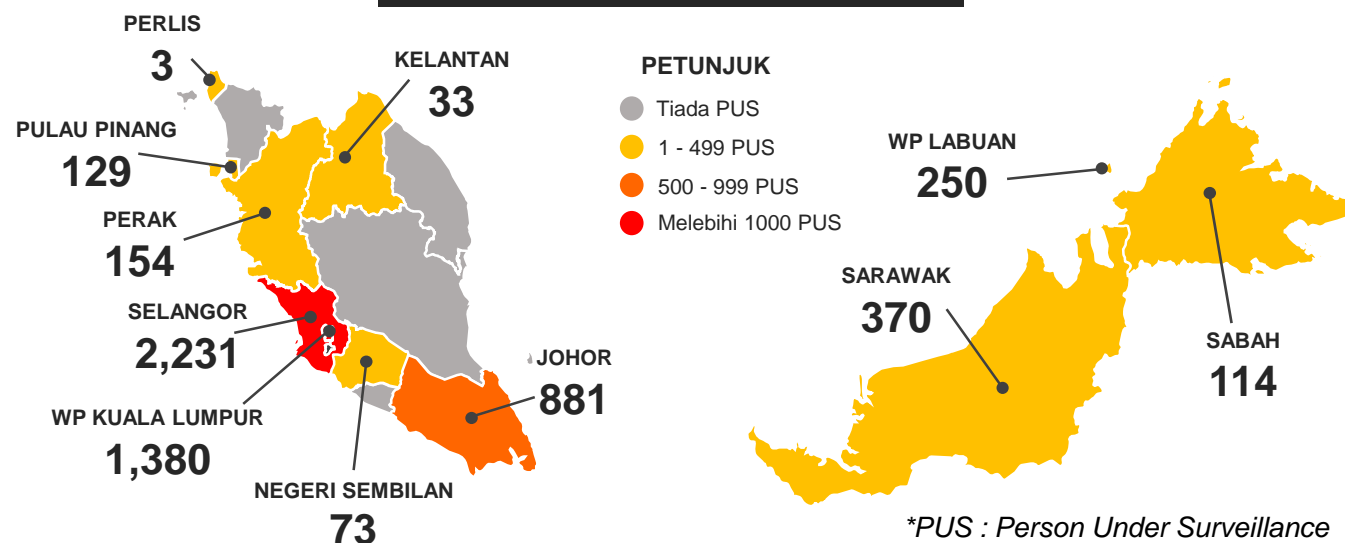 PERLIS
3
KELANTAN
33
PULAU PINANG
129
PERAK
154
SELANGOR
2,231
WP KUALA LUMPUR
1,380
NEGERI SEMBILAN
73
JOHOR
881
PETUNJUK
Tiada PUS
1 - 499 PUS
500 - 999 PUS
Melebihi 1000 PUS
WP LABUAN
250
SARAWAK
370
SABAH
114
*PUS : Person Under Surveillance